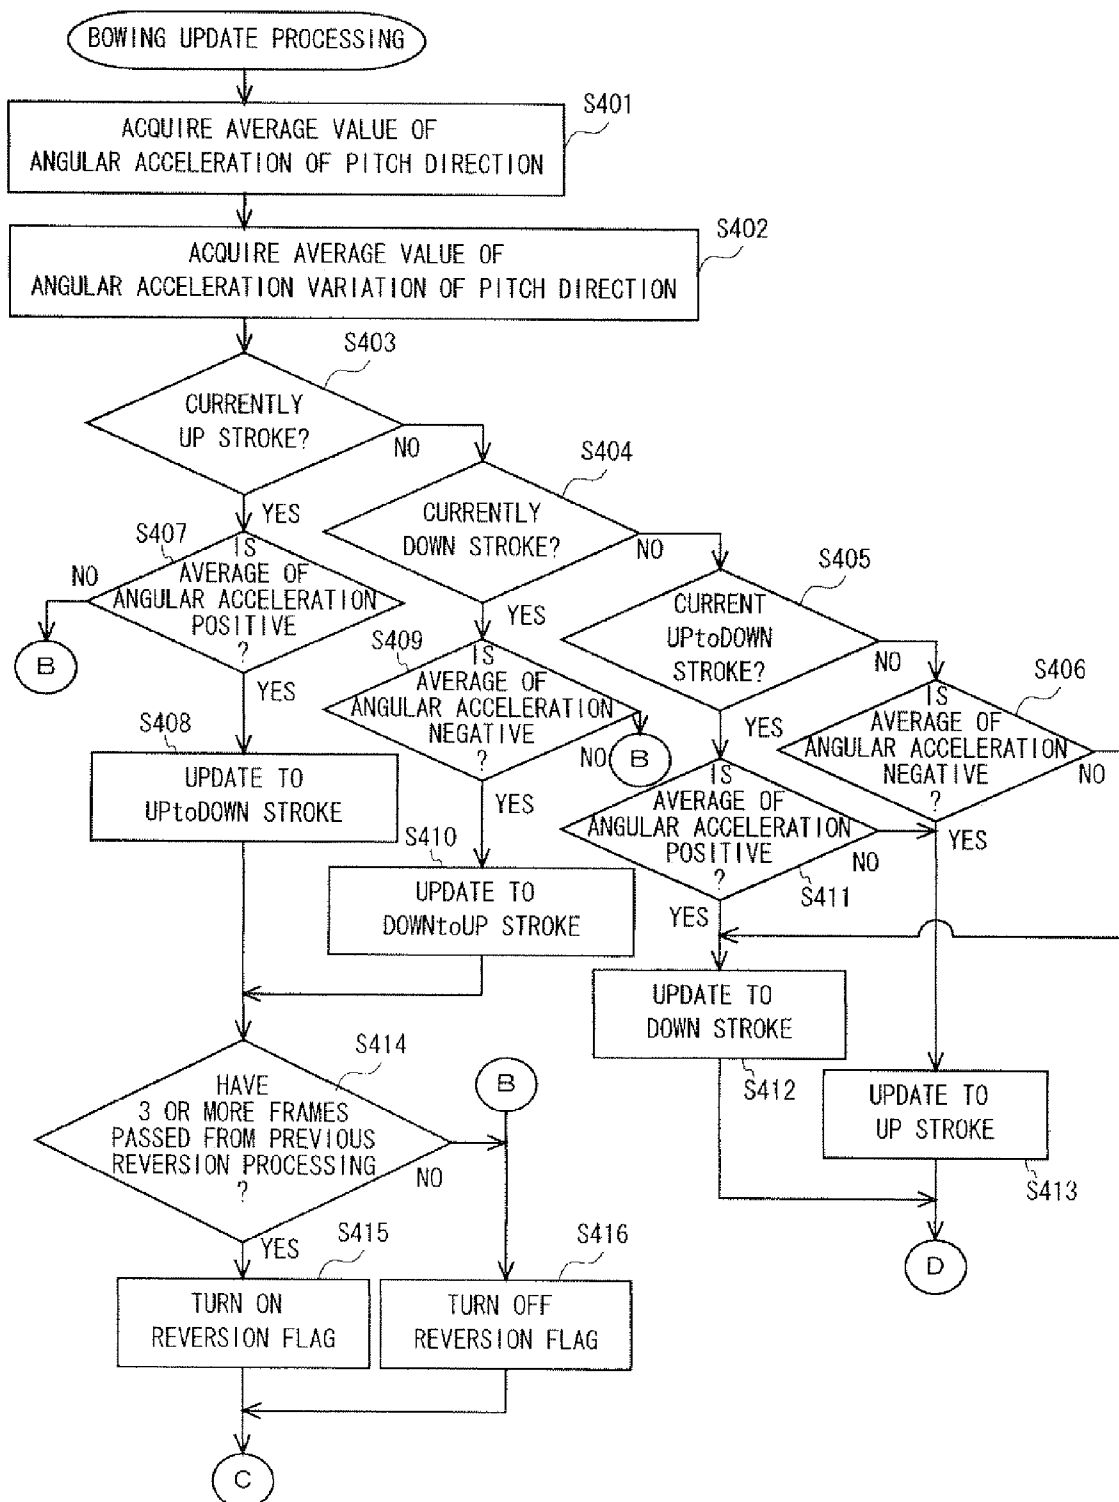 BOWING UPDATE PROCESSING
S401
ACQUIRE AVERAGE VALUE OF
ANGULAR ACCELERATION OF PITCH DIRECTION
S402
ACQUIRE AVERAGE VALUE OF
ANGULAR ACCELERATION VARIATION OF PITCH DIRECTION
S403
CURRENTLY
UP STROKE?
NO
YES
S404
CURRENTLY
DOWN STROKE?
NO
YES
S405
CURRENT
UPtoDOWN
STROKE?
NO
YES
S406
IS
AVERAGE OF
ANGULAR ACCELERATION
NEGATIVE
?
NO
YES
S407
IS
AVERAGE OF
ANGULAR ACCELERATION
POSITIVE
?
NO
B
YES
S408
UPDATE TO
UPtoDOWN STROKE
S409
IS
AVERAGE OF
ANGULAR ACCELERATION
NEGATIVE
?
NO
B
YES
S410
UPDATE TO
DOWNtoUP STROKE
IS
AVERAGE OF
ANGULAR ACCELERATION
POSITIVE
?
S411
NO
YES
UPDATE TO
DOWN STROKE
S412
UPDATE TO
UP STROKE
S413
D
S414
HAVE
3 OR MORE FRAMES
PASSED FROM PREVIOUS
REVERSION PROCESSING
?
NO
YES
B
S415
TURN ON
REVERSION FLAG
S416
TURN OFF
REVERSION FLAG
C